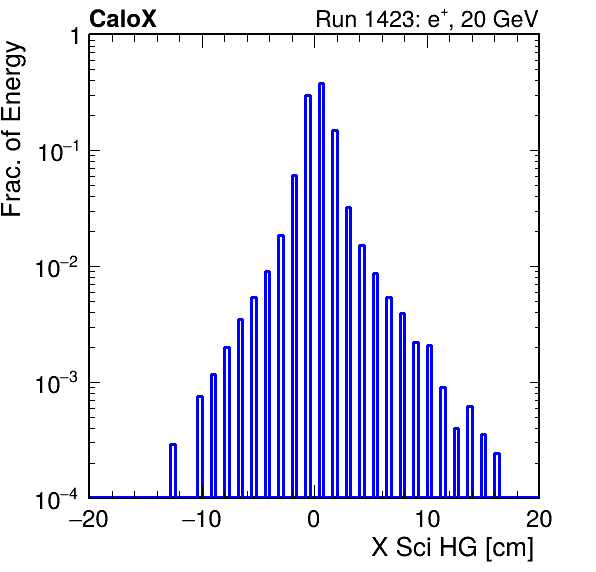 CaloX Run 1423: e⁺, 20 GeV
Frac. of Energy
1
10⁻¹
10⁻²
10⁻³
10⁻⁴
−20 −10 0 10 20
X Sci HG [cm]